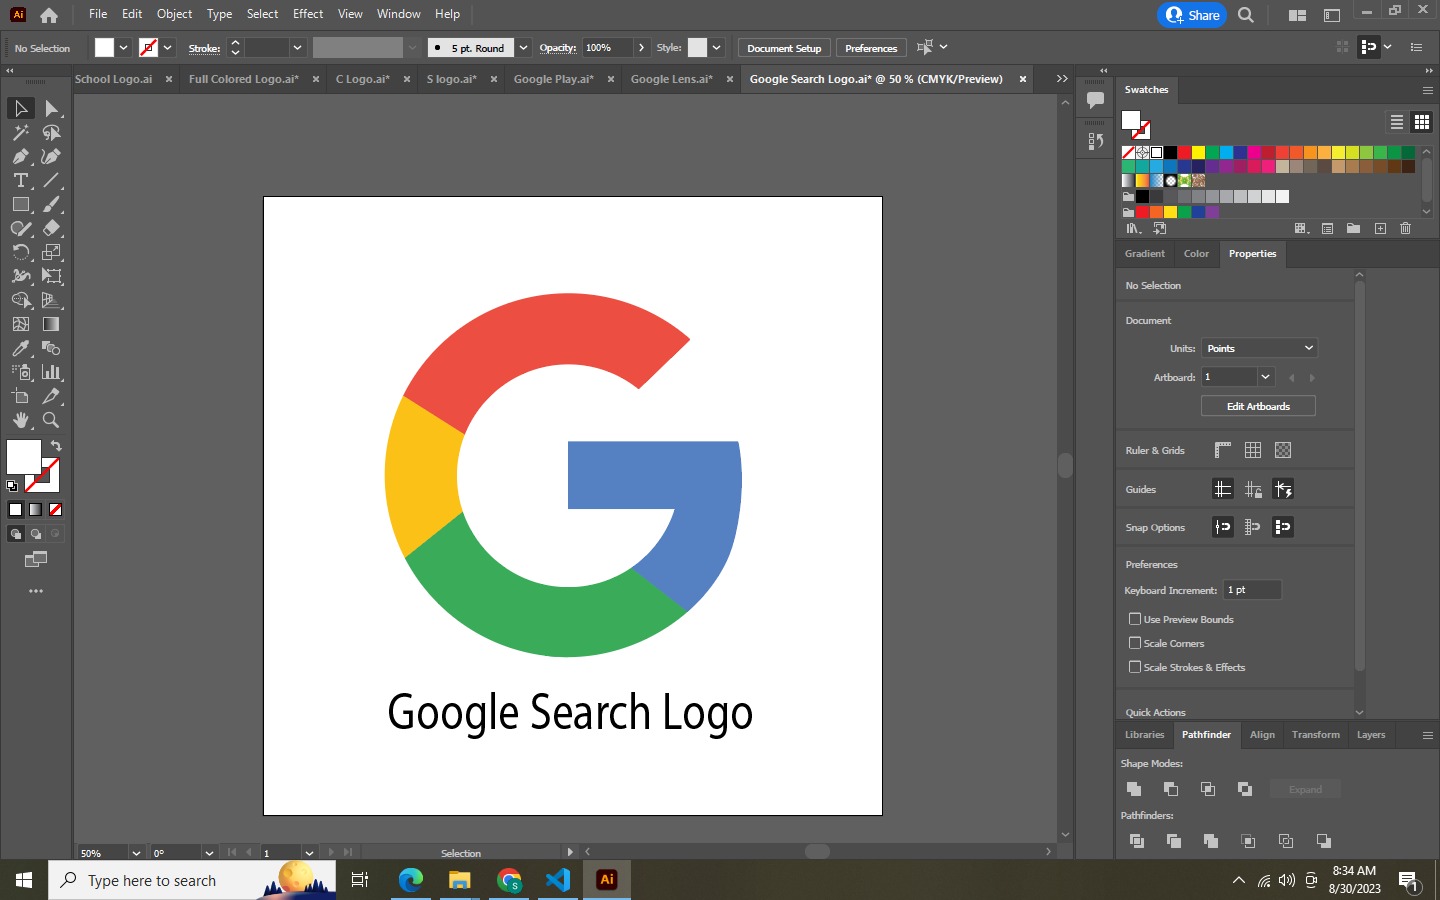 Ai File Edit Object Type Select Effect View Window Help Share
No Selection Stroke: 5 pt. Round Opacity: 100% Style: Document Setup Preferences
School Logo.ai Full Colored Logo.ai* C Logo.ai* S logo.ai* Google Play.ai* Google Lens.ai* Google Search Logo.ai* @ 50 % (CMYK/Preview)
Swatches
Gradient Color Properties
No Selection
Document
Units: Points
Artboard: 1
Edit Artboards
Ruler & Grids
Guides
Snap Options
Preferences
Keyboard Increment: 1 pt
Use Preview Bounds
Scale Corners
Scale Strokes & Effects
Quick Actions
Libraries Pathfinder Align Transform Layers
Shape Modes:
Expand
Pathfinders:
Google Search Logo
50% 0° 1 Selection
Type here to search
S
Ai
8:34 AM
8/30/2023
1